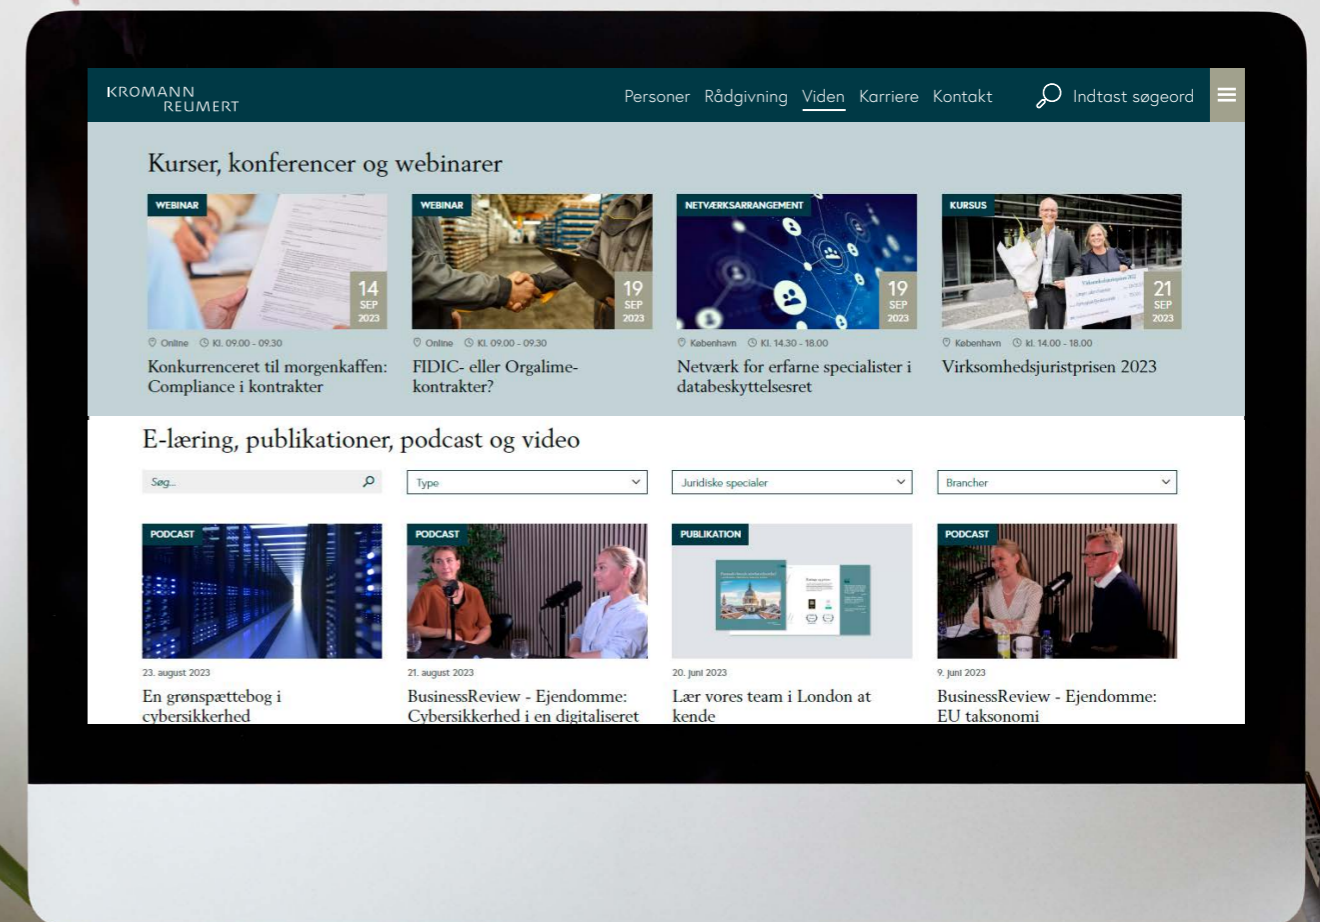 KROMANN
REUMERT
Personer Rådgivning Viden Karriere Kontakt Indtast søgeord
Kurser, konferencer og webinarer
WEBINAR
14
SEP
2023
Online Kl. 09.00 - 09.30
Konkurrenceret til morgenkaffen:
Compliance i kontrakter
WEBINAR
19
SEP
2023
Online Kl. 09.00 - 09.30
FIDIC- eller Orgalime-
kontrakter?
NETVÆRKSARRANGEMENT
19
SEP
2023
København Kl. 14.30 - 18.00
Netværk for erfarne specialister i
databeskyttelsesret
KURSUS
21
SEP
2023
København kl. 14.00 - 18.00
Virksomhedsjuristprisen 2023
E-læring, publikationer, podcast og video
Søg...
Type
Juridiske specialer
Brancher
PODCAST
23. august 2023
En grønspættebog i
cybersikkerhed
PODCAST
21. august 2023
BusinessReview - Ejendomme:
Cybersikkerhed i en digitaliseret
PUBLIKATION
20. juni 2023
Lær vores team i London at
kende
PODCAST
9. juni 2023
BusinessReview - Ejendomme:
EU taksonomi